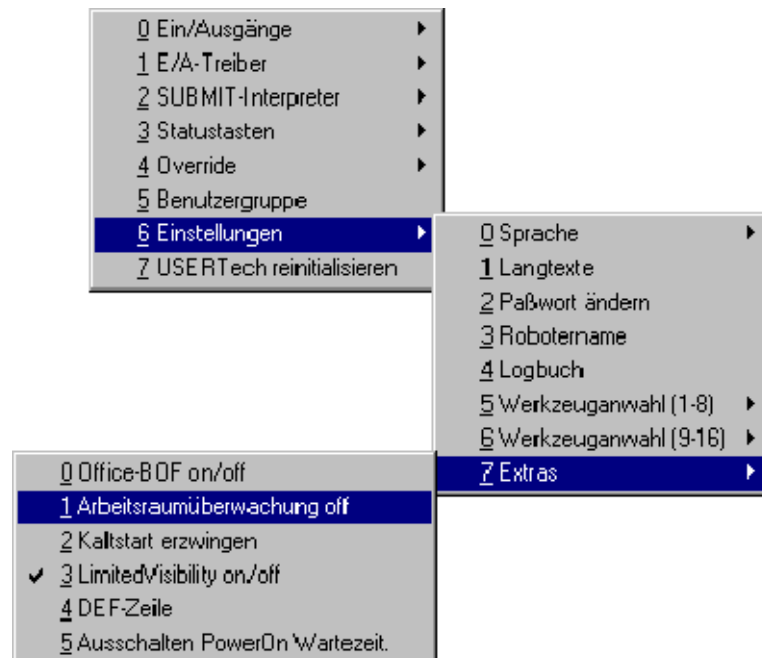 0 Ein/Ausgänge
1 E/A-Treiber
2 SUBMIT-Interpreter
3 Statustasten
4 Override
5 Benutzergruppe
6 Einstellungen
7 USERTech reinitialisieren
0 Sprache
1 Langtexte
2 Paßwort ändern
3 Robotername
4 Logbuch
5 Werkzeuganwahl (1-8)
6 Werkzeuganwahl (9-16)
7 Extras
0 Office-BOF on/off
1 Arbeitsraumüberwachung off
2 Kaltstart erzwingen
3 LimitedVisibility on/off
4 DEF-Zeile
5 Ausschalten PowerOn Wartezeit.